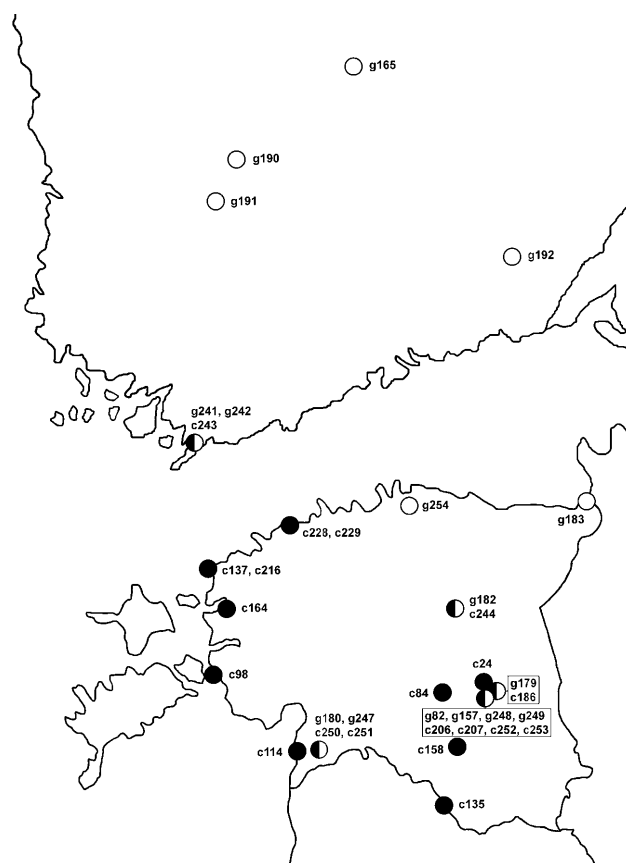 g165
g190
g191
g192
g241, g242
c243
g254
g183
c228, c229
c137, c216
c164
g182
c244
c24
g179
c186
c98
c84
g82, g157, g248, g249
c206, c207, c252, c253
g180, g247
c250, c251
c114
c158
c135